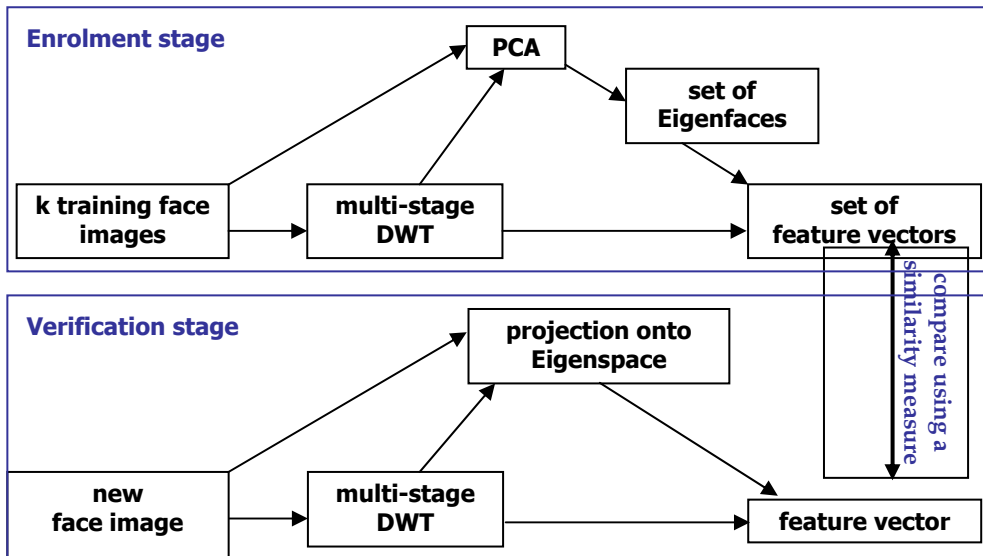 Enrolment stage
PCA
set of
Eigenfaces
k training face
images
multi-stage
DWT
set of
feature vectors
compare using a
similarity measure
Verification stage
projection onto
Eigenspace
new
face image
multi-stage
DWT
feature vector